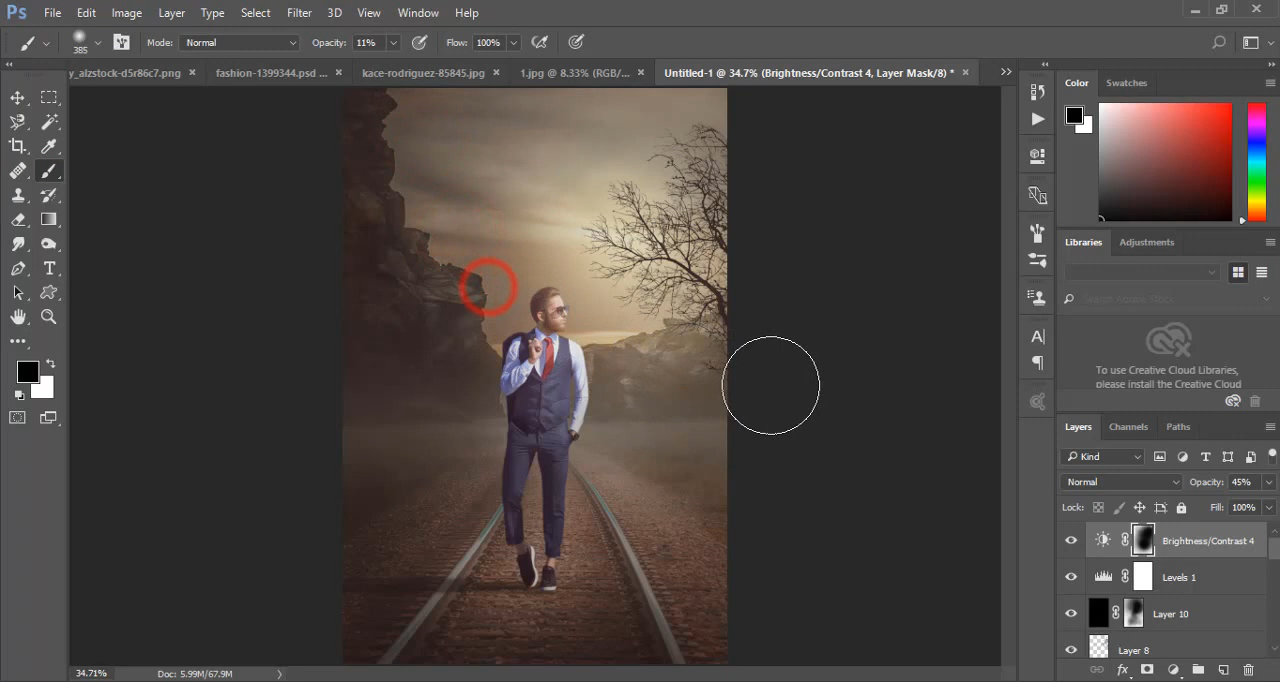 Ps File Edit Image Layer Type Select Filter 3D View Window Help
385 Mode: Normal Opacity: 11% Flow: 100%
y_alzstock-d5r86c7.png × fashion-1399344.psd ... × kace-rodriguez-85845.jpg × 1.jpg @ 8.33% (RGB/... × Untitled-1 @ 34.7% (Brightness/Contrast 4, Layer Mask/8) * ×
Color Swatches
Libraries Adjustments
Search Adobe Stock
To use Creative Cloud Libraries,
please install the Creative Cloud
Layers Channels Paths
Kind
Normal Opacity: 45%
Lock: Fill: 100%
Brightness/Contrast 4
Levels 1
Layer 10
Layer 8
34.71% Doc: 5.99M/67.9M